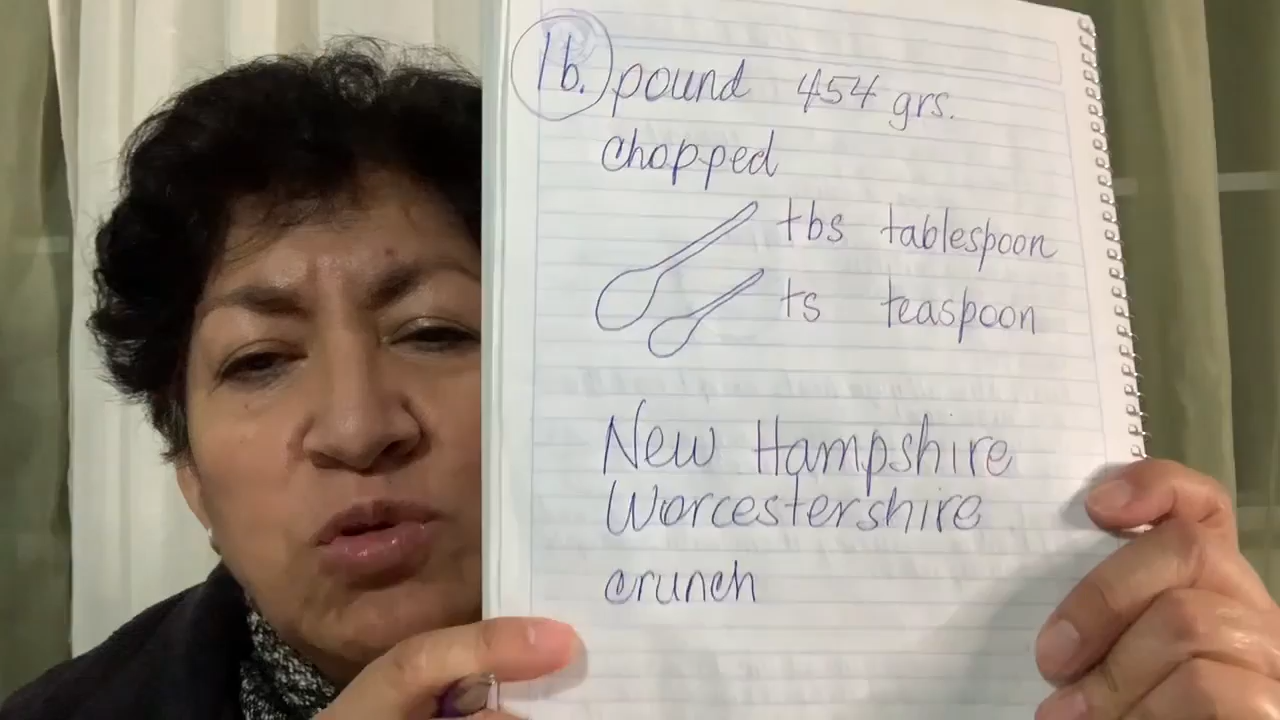 lb. pound 454 grs.
chopped
tbs tablespoon
ts teaspoon
New Hampshire
Worcestershire
crunch